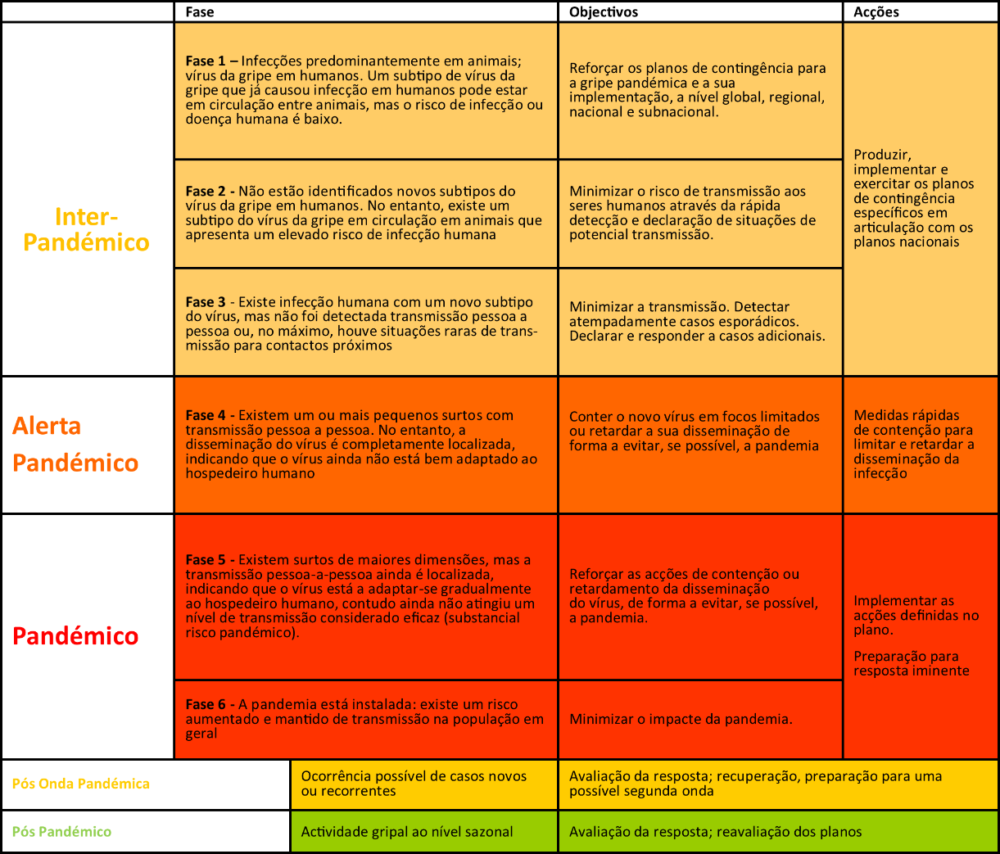 Fase
Objectivos
Acções
Inter-
Pandémico
Fase 1 – Infecções predominantemente em animais;
vírus da gripe em humanos. Um subtipo de vírus da
gripe que já causou infecção em humanos pode estar
em circulação entre animais, mas o risco de infecção ou
doença humana é baixo.
Reforçar os planos de contingência para
a gripe pandémica e a sua
implementação, a nível global, regional,
nacional e subnacional.
Produzir,
implementar e
exercitar os planos
de contingência
específicos em
articulação com os
planos nacionais
Fase 2 - Não estão identificados novos subtipos do
vírus da gripe em humanos. No entanto, existe um
subtipo do vírus da gripe em circulação em animais que
apresenta um elevado risco de infecção humana
Minimizar o risco de transmissão aos
seres humanos através da rápida
detecção e declaração de situações de
potencial transmissão.
Fase 3 - Existe infecção humana com um novo subtipo
do vírus, mas não foi detectada transmissão pessoa a
pessoa ou, no máximo, houve situações raras de trans-
missão para contactos próximos
Minimizar a transmissão. Detectar
atempadamente casos esporádicos.
Declarar e responder a casos adicionais.
Alerta
Pandémico
Fase 4 - Existem um ou mais pequenos surtos com
transmissão pessoa a pessoa. No entanto, a
disseminação do vírus é completamente localizada,
indicando que o vírus ainda não está bem adaptado ao
hospedeiro humano
Conter o novo vírus em focos limitados
ou retardar a sua disseminação de
forma a evitar, se possível, a pandemia
Medidas rápidas
de contenção para
limitar e retardar a
disseminação da
infecção
Pandémico
Fase 5 - Existem surtos de maiores dimensões, mas a
transmissão pessoa-a-pessoa ainda é localizada,
indicando que o vírus está a adaptar-se gradualmente
ao hospedeiro humano, contudo ainda não atingiu um
nível de transmissão considerado eficaz (substancial
risco pandémico).
Reforçar as acções de contenção ou
retardamento da disseminação
do vírus, de forma a evitar, se possível,
a pandemia.
Implementar as
acções definidas no
plano.
Preparação para
resposta iminente
Fase 6 - A pandemia está instalada: existe um risco
aumentado e mantido de transmissão na população em
geral
Minimizar o impacte da pandemia.
Pós Onda Pandémica
Ocorrência possível de casos novos
ou recorrentes
Avaliação da resposta; recuperação, preparação para uma
possível segunda onda
Pós Pandémico
Actividade gripal ao nível sazonal
Avaliação da resposta; reavaliação dos planos